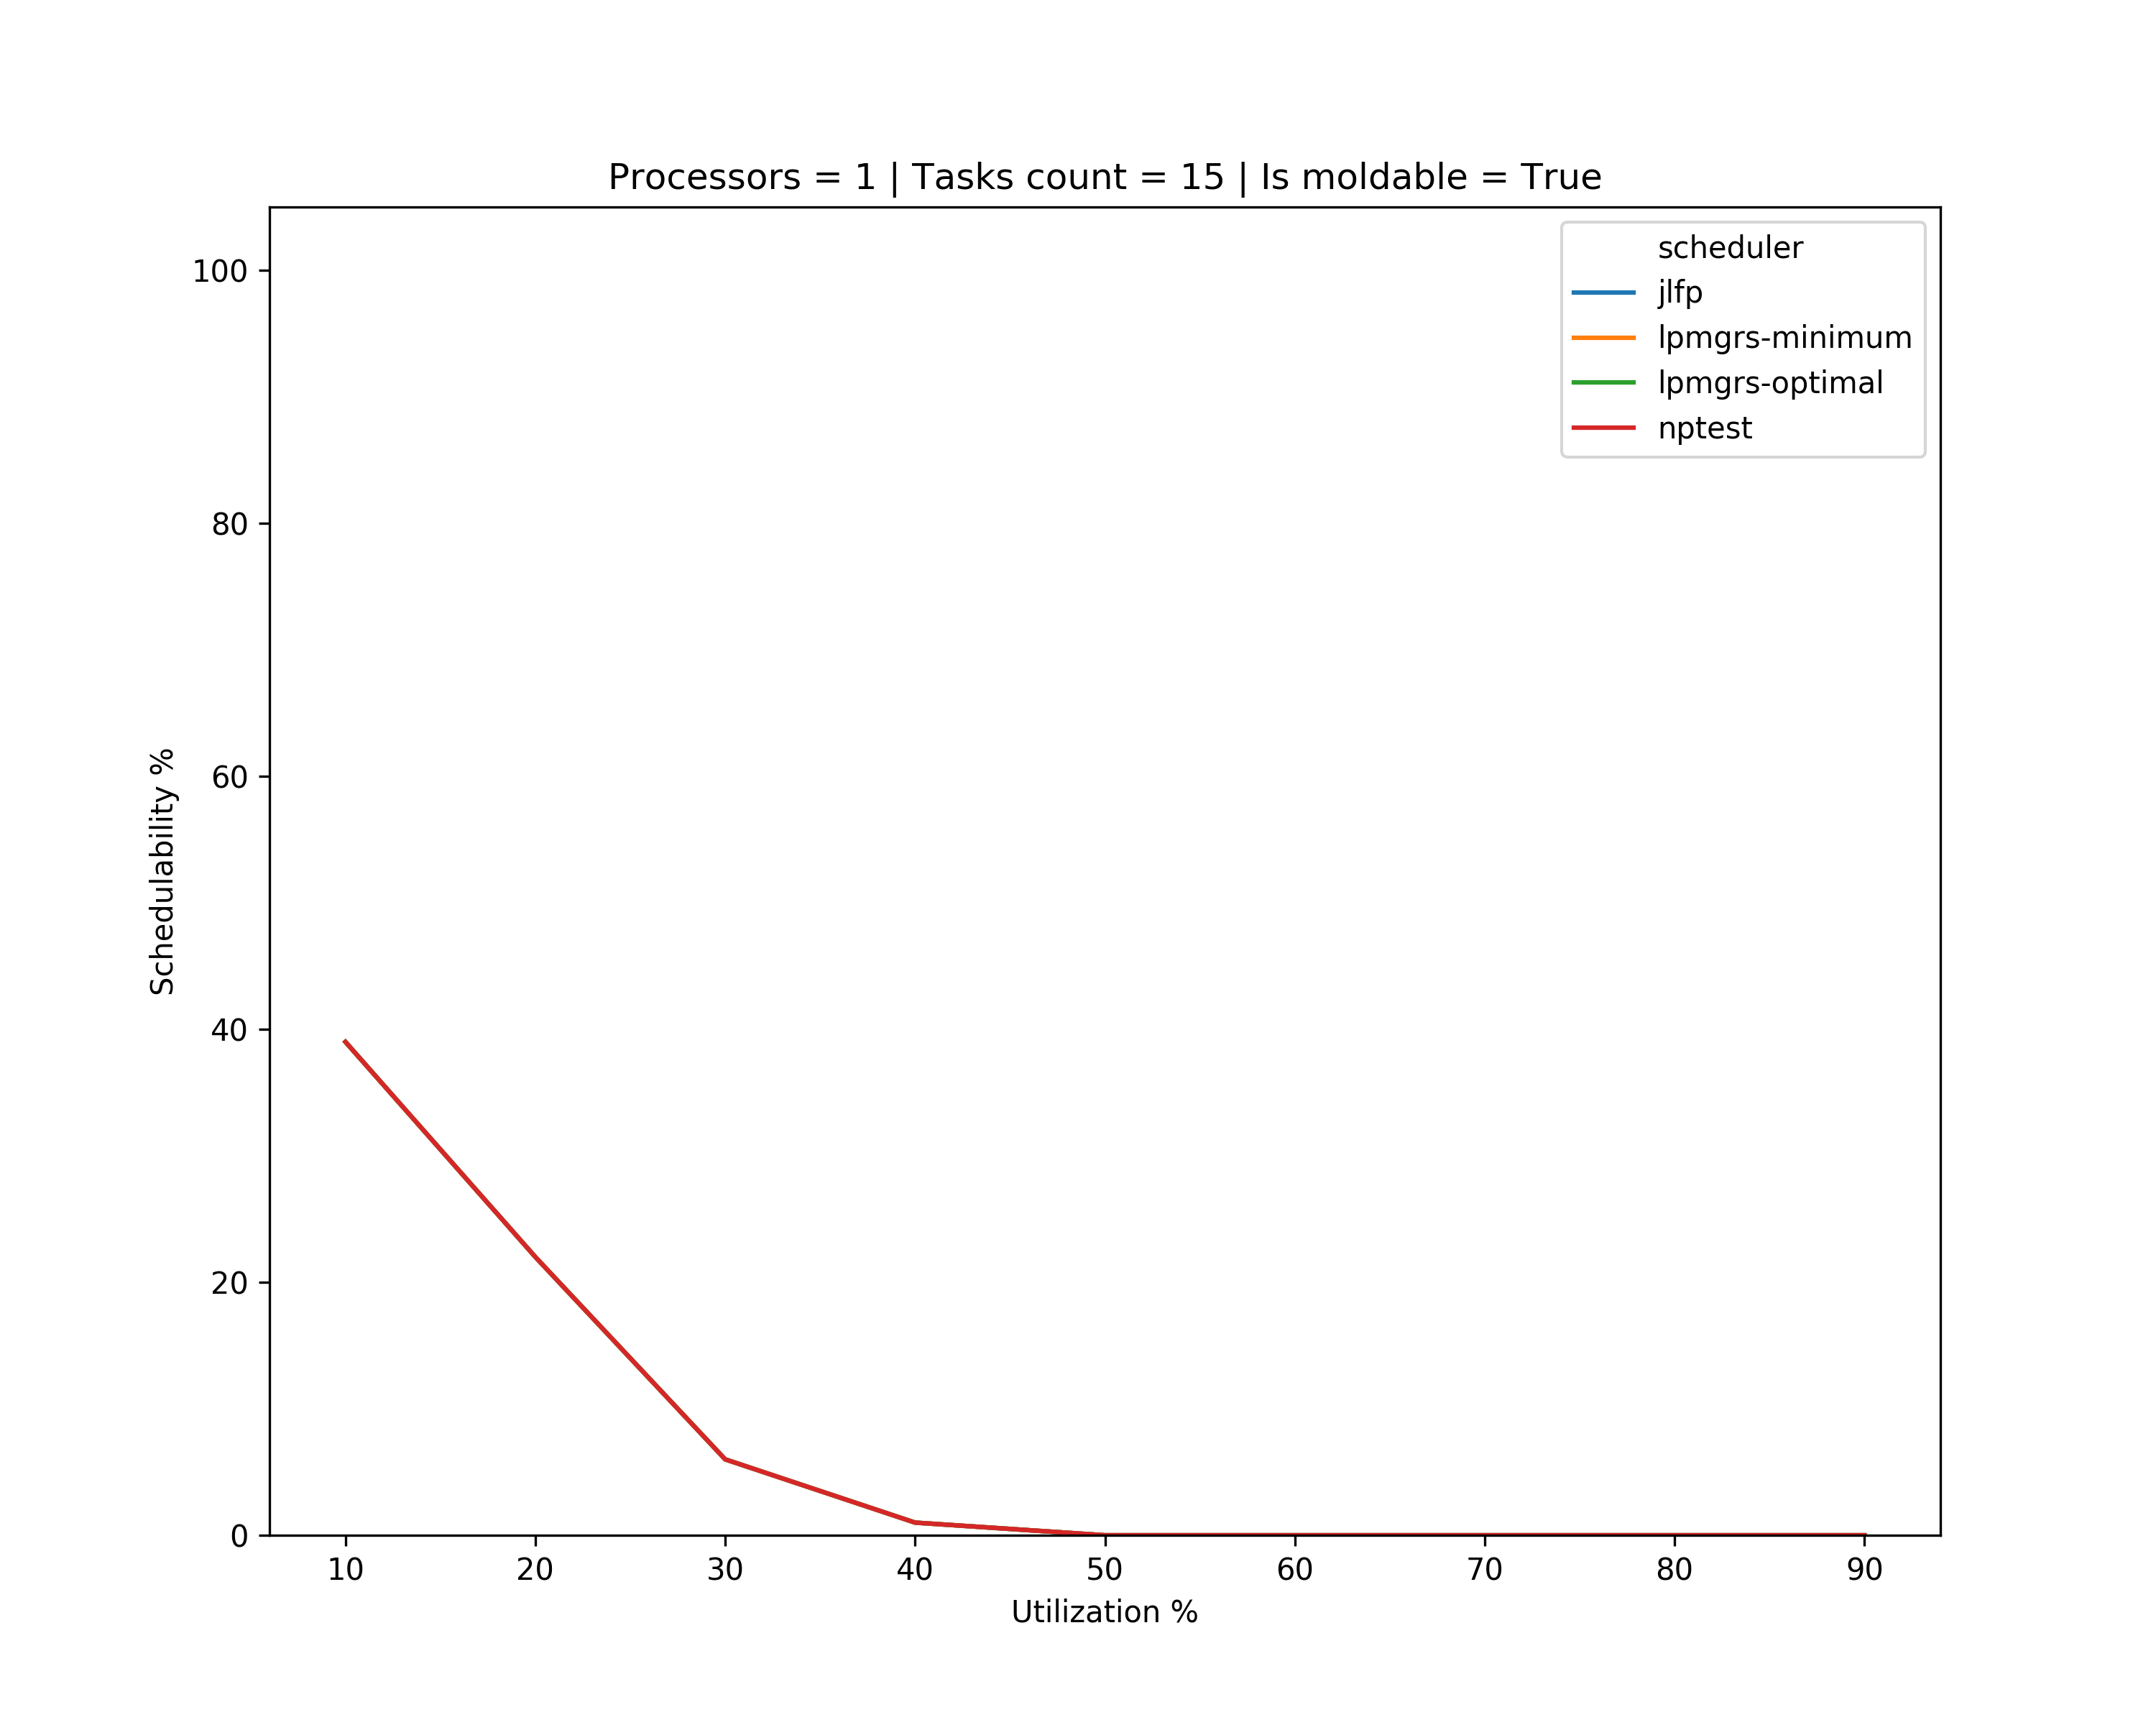 Processors = 1 | Tasks count = 15 | Is moldable = True
scheduler
jlfp
lpmgrs-minimum
lpmgrs-optimal
nptest
Schedulability %
100
80
60
40
20
0
10 20 30 40 50 60 70 80 90
Utilization %